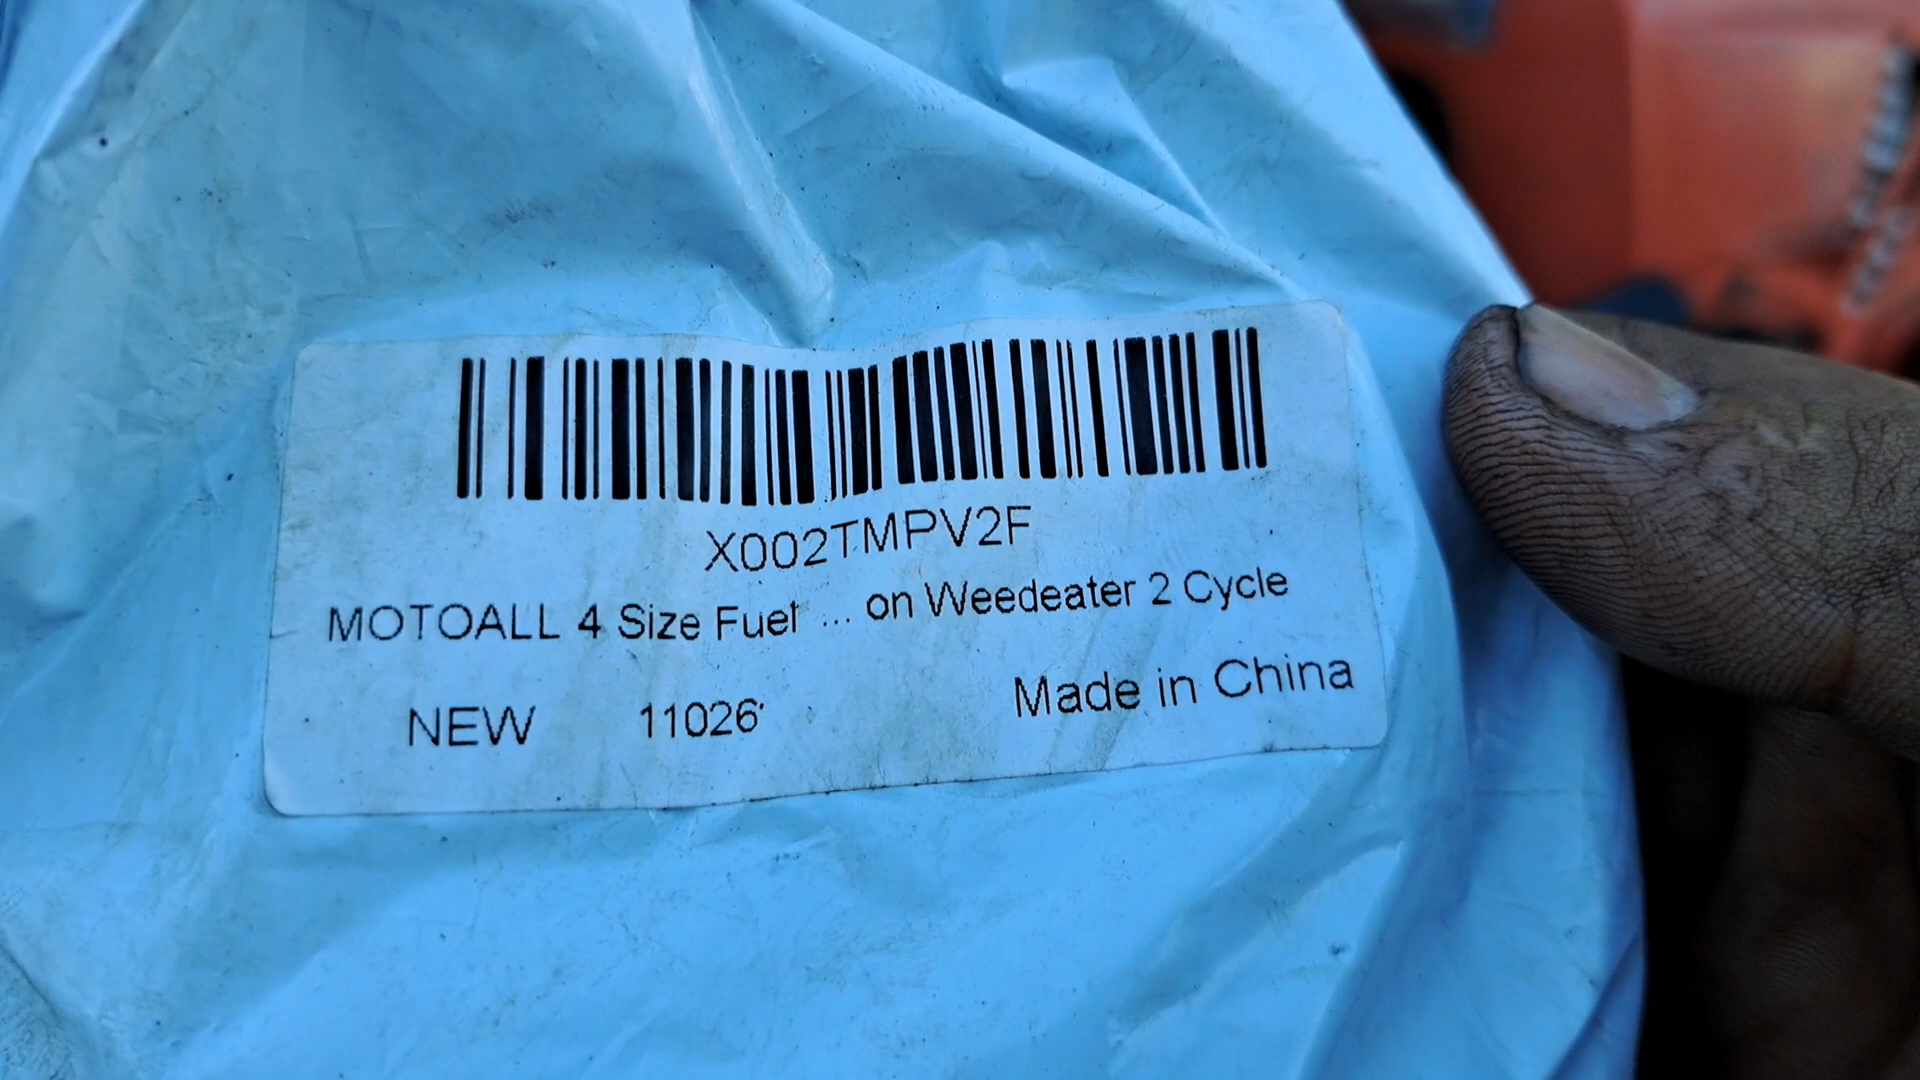 X002TMPV2F
MOTOALL 4 Size Fuel ... on Weedeater 2 Cycle
NEW 11026 Made in China